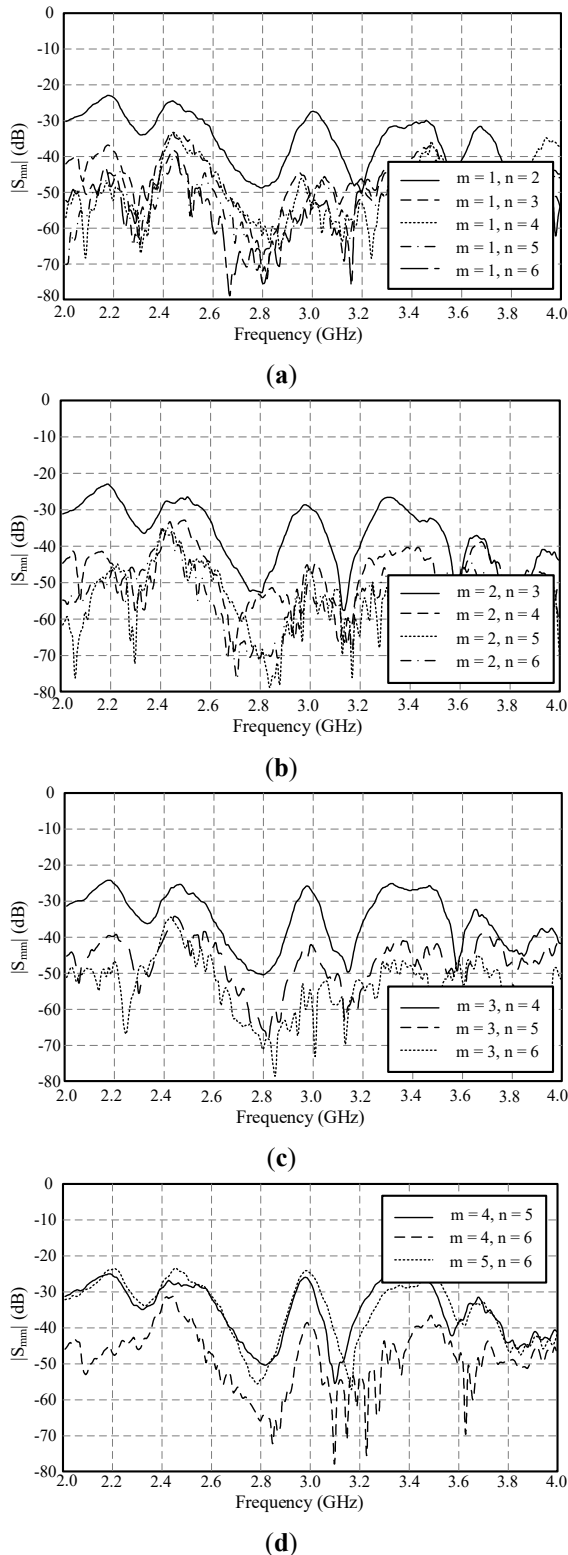 0
-10
-20
-30
-40
-50
-60
-70
-80
|Sₘₙ| (dB)
m = 1, n = 2
m = 1, n = 3
m = 1, n = 4
m = 1, n = 5
m = 1, n = 6
2.0 2.2 2.4 2.6 2.8 3.0 3.2 3.4 3.6 3.8 4.0
Frequency (GHz)
(a)
0
-10
-20
-30
-40
-50
-60
-70
-80
|Sₘₙ| (dB)
m = 2, n = 3
m = 2, n = 4
m = 2, n = 5
m = 2, n = 6
2.0 2.2 2.4 2.6 2.8 3.0 3.2 3.4 3.6 3.8 4.0
Frequency (GHz)
(b)
0
-10
-20
-30
-40
-50
-60
-70
-80
|Sₘₙ| (dB)
m = 3, n = 4
m = 3, n = 5
m = 3, n = 6
2.0 2.2 2.4 2.6 2.8 3.0 3.2 3.4 3.6 3.8 4.0
Frequency (GHz)
(c)
0
-10
-20
-30
-40
-50
-60
-70
-80
|Sₘₙ| (dB)
m = 4, n = 5
m = 4, n = 6
m = 5, n = 6
2.0 2.2 2.4 2.6 2.8 3.0 3.2 3.4 3.6 3.8 4.0
Frequency (GHz)
(d)